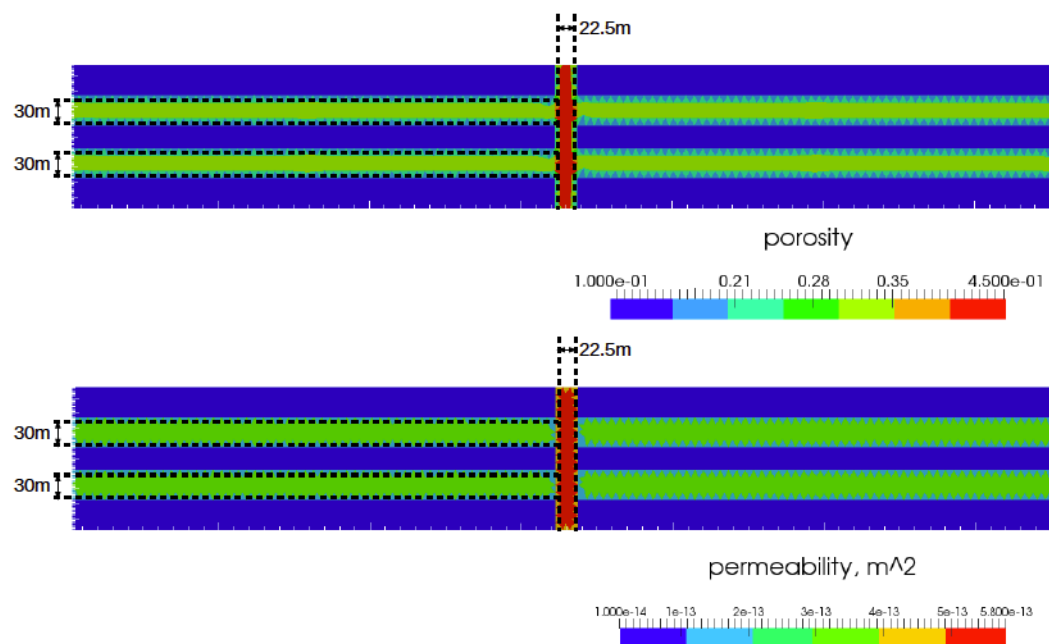 22.5m
30m
30m
porosity
1.000e-01 0.21 0.28 0.35 4.500e-01
22.5m
30m
30m
permeability, m^2
1.000e-14 1e-13 2e-13 3e-13 4e-13 5e-13 5.800e-13